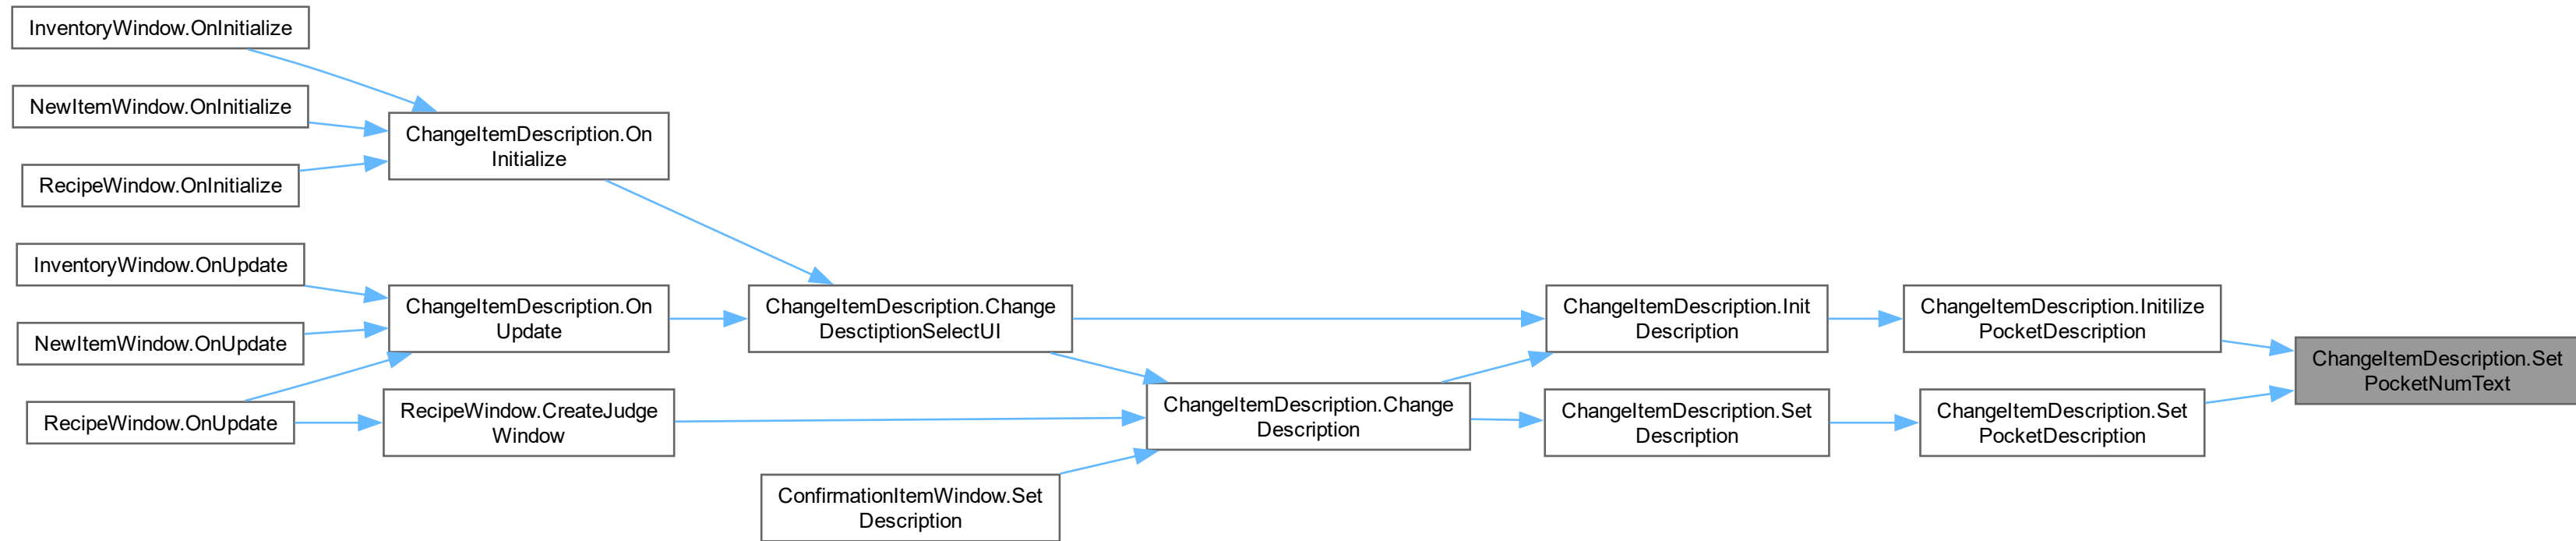 InventoryWindow.OnInitialize
NewItemWindow.OnInitialize
RecipeWindow.OnInitialize
InventoryWindow.OnUpdate
NewItemWindow.OnUpdate
RecipeWindow.OnUpdate
ChangeItemDescription.On
Initialize
ChangeItemDescription.On
Update
RecipeWindow.CreateJudge
Window
ChangeItemDescription.Change
DesctiptionSelectUI
ConfirmationItemWindow.Set
Description
ChangeItemDescription.Change
Description
ChangeItemDescription.Init
Description
ChangeItemDescription.Set
Description
ChangeItemDescription.Initilize
PocketDescription
ChangeItemDescription.Set
PocketDescription
ChangeItemDescription.Set
PocketNumText